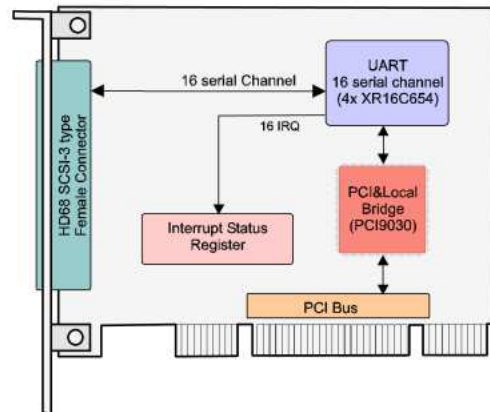 HD68 SCSI-3 type
Female Connector
16 serial Channel
UART
16 serial channel
(4x XR16C654)
16 IRQ
Interrupt Status
Register
PCI&Local
Bridge
(PCI9030)
PCI Bus